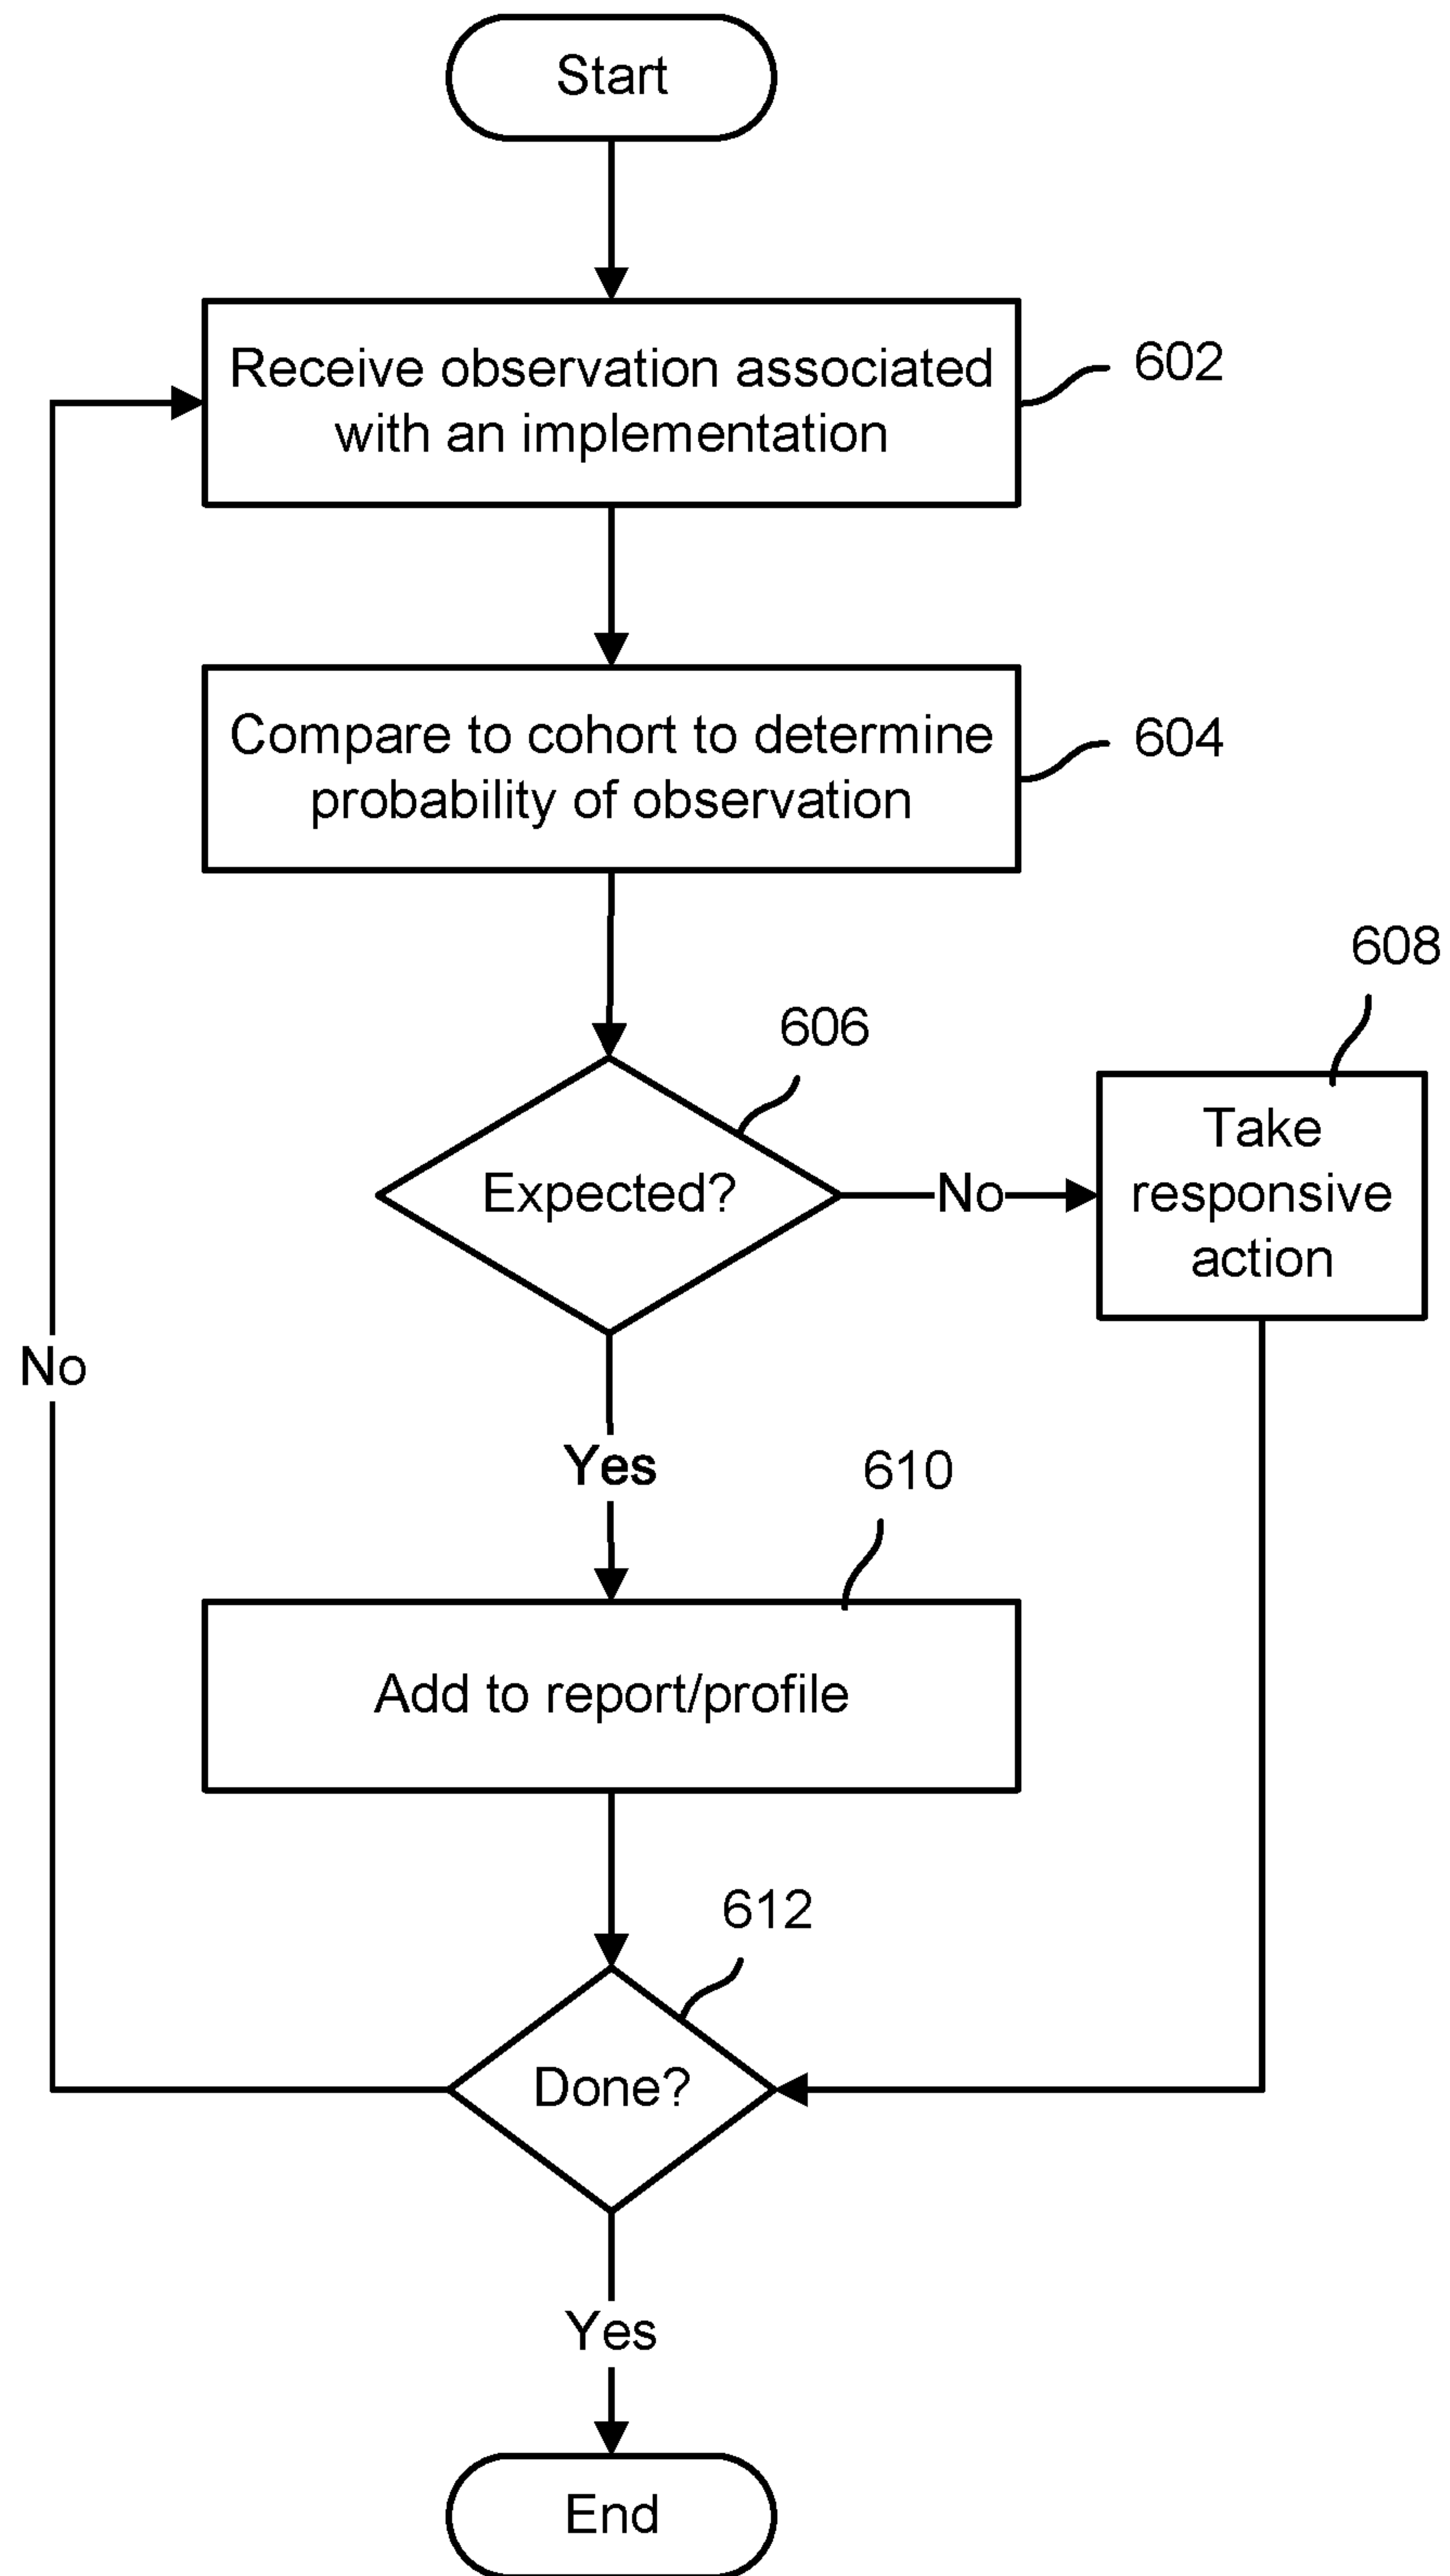 Start
Receive observation associated
with an implementation
602
Compare to cohort to determine
probability of observation
604
606
608
Expected?
No
Take
responsive
action
No
Yes
610
Add to report/profile
612
Done?
Yes
End